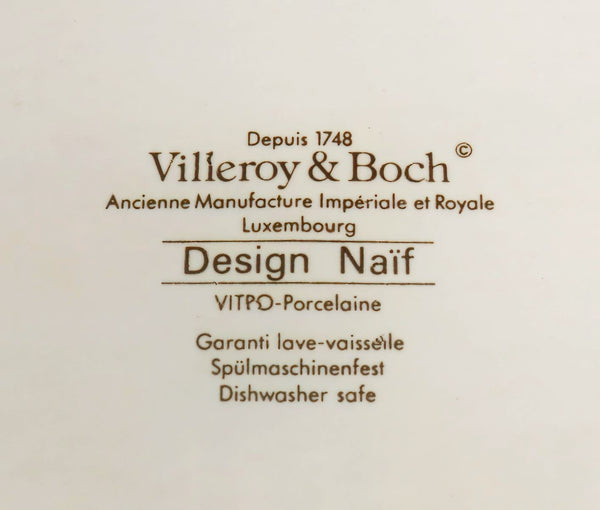 Depuis 1748
Villeroy & Boch ©
Ancienne Manufacture Impériale et Royale
Luxembourg
Design Naïf
VITRO-Porcelaine
Garanti lave-vaisselle
Spülmaschinenfest
Dishwasher safe